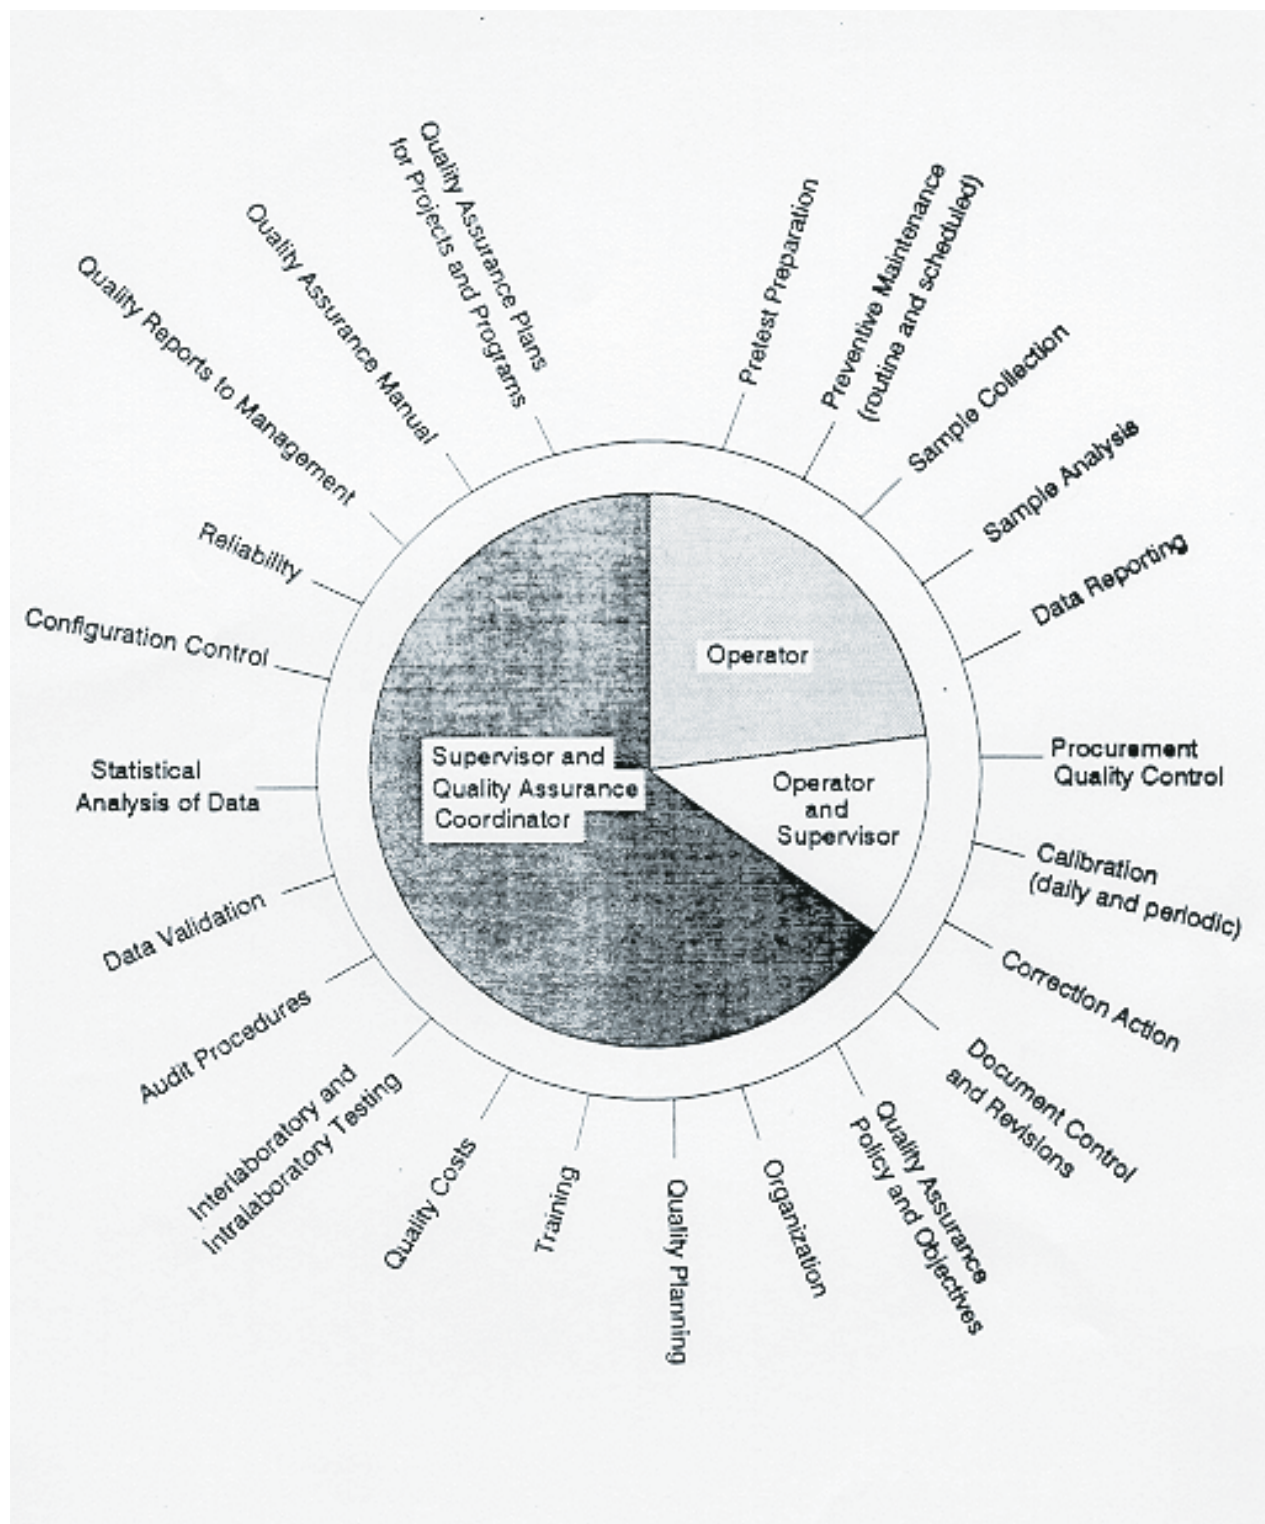 Quality Assurance Plans
for Projects and Programs
Pretest Preparation
Preventive Maintenance
(routine and scheduled)
Sample Collection
Sample Analysis
Data Reporting
Procurement
Quality Control
Calibration
(daily and periodic)
Correction Action
Document Control
and Revisions
Quality Assurance
Policy and Objectives
Organization
Quality Planning
Training
Quality Costs
Interlaboratory and
Intralaboratory Testing
Audit Procedures
Data Validation
Statistical
Analysis of Data
Configuration Control
Reliability
Quality Reports to Management
Quality Assurance Manual
Operator
Operator
and
Supervisor
Supervisor and
Quality Assurance
Coordinator